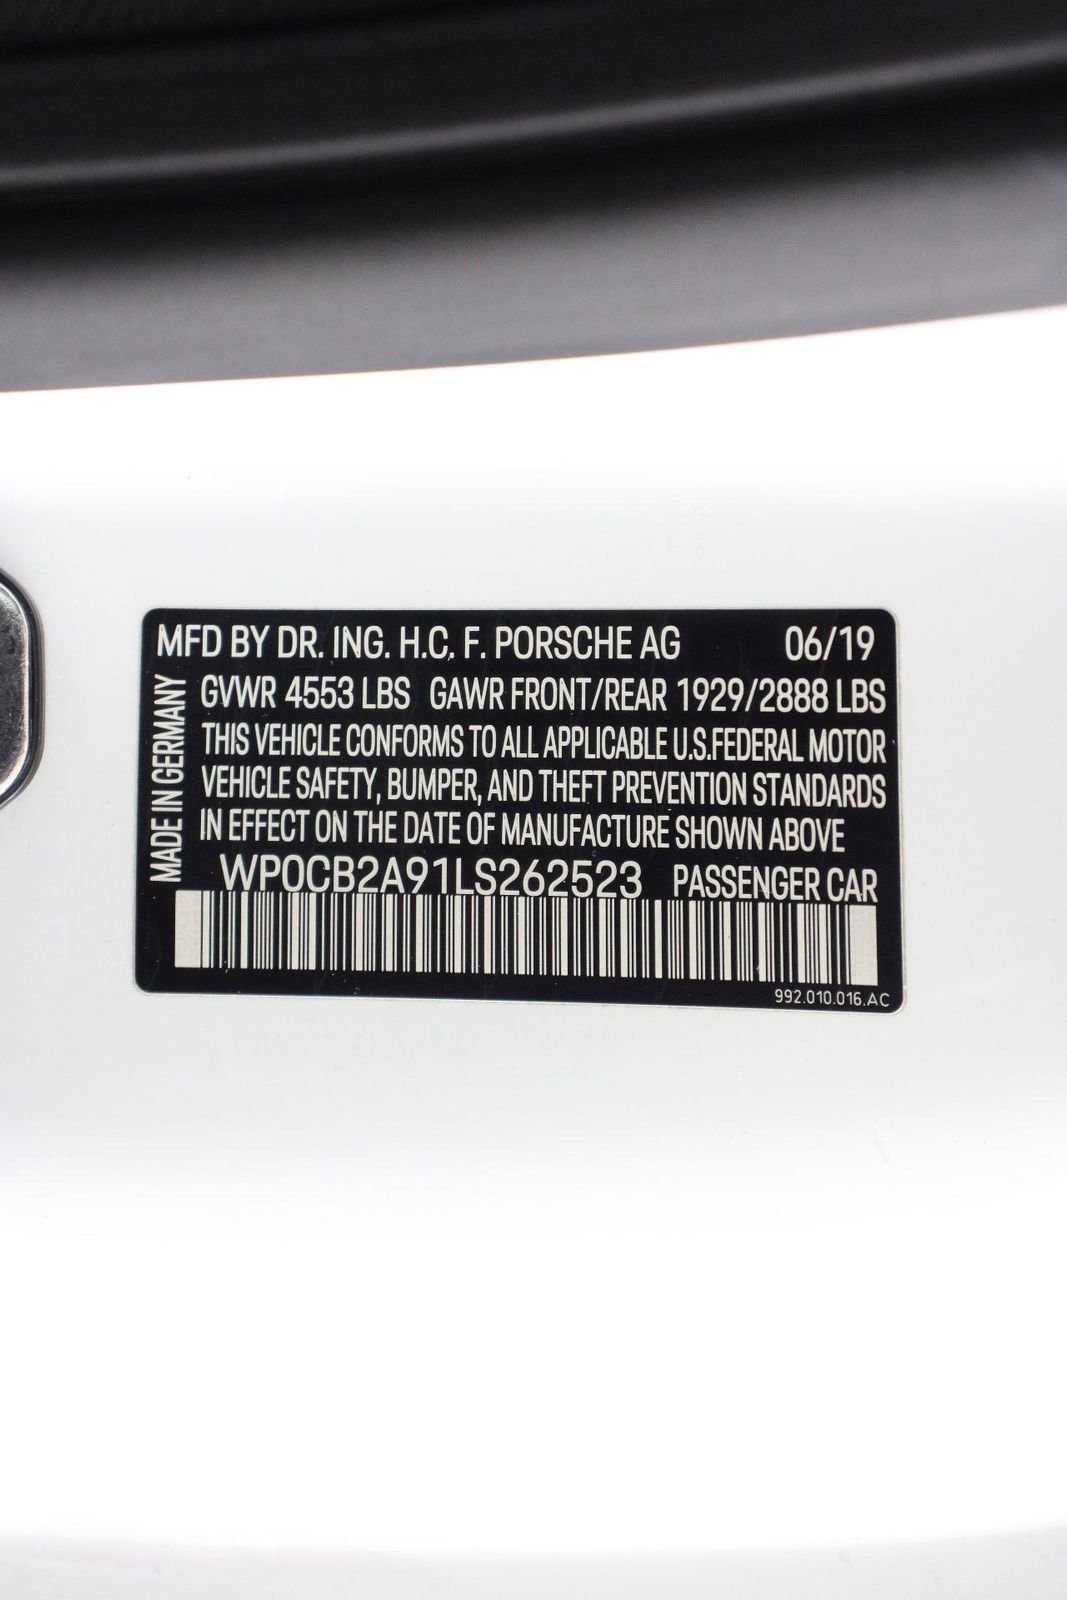 MFD BY DR. ING. H.C. F. PORSCHE AG 06/19
GVWR 4553 LBS GAWR FRONT/REAR 1929/2888 LBS
THIS VEHICLE CONFORMS TO ALL APPLICABLE U.S.FEDERAL MOTOR
VEHICLE SAFETY, BUMPER, AND THEFT PREVENTION STANDARDS
IN EFFECT ON THE DATE OF MANUFACTURE SHOWN ABOVE
WP0CB2A91LS262523 PASSENGER CAR
MADE IN GERMANY
992.010.016.AC